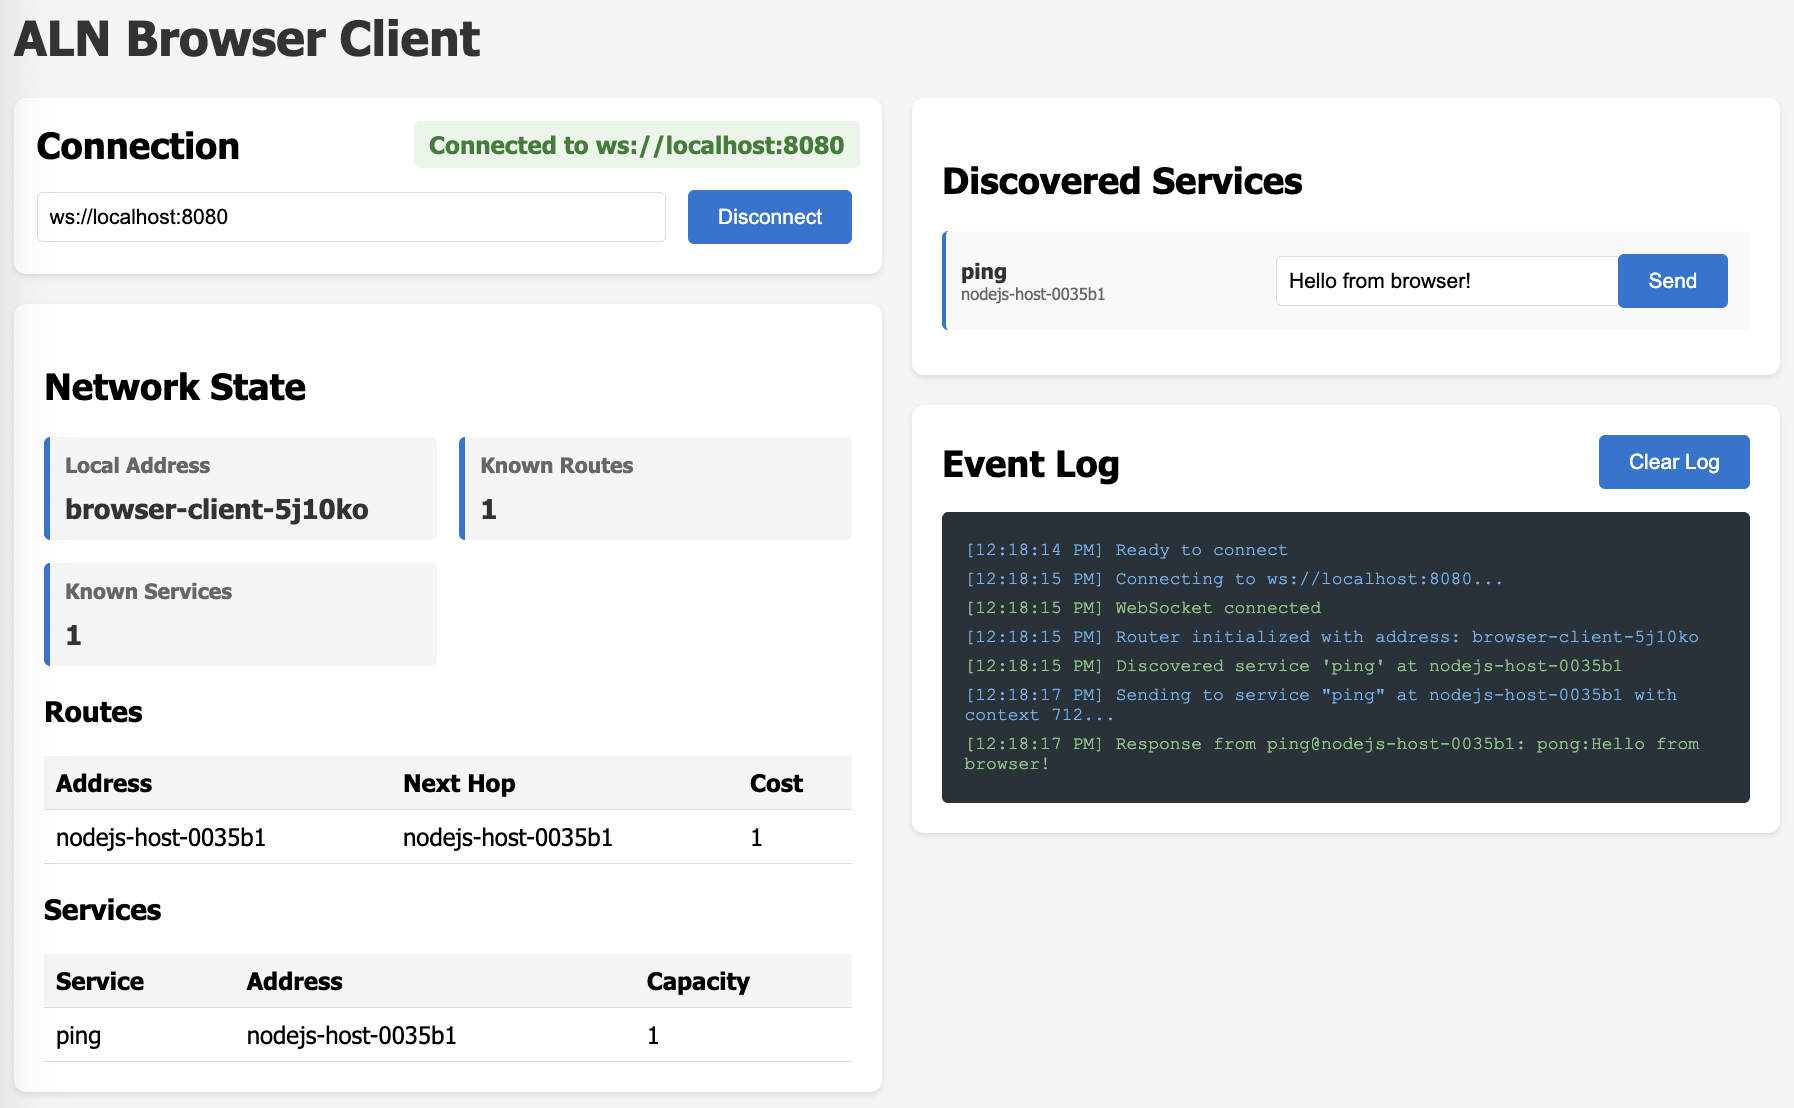 ALN Browser Client
Connection
Connected to ws://localhost:8080
ws://localhost:8080
Disconnect
Network State
Local Address
browser-client-5j10ko
Known Routes
1
Known Services
1
Routes
Address Next Hop Cost
nodejs-host-0035b1 nodejs-host-0035b1 1
Services
Service Address Capacity
ping nodejs-host-0035b1 1
Discovered Services
ping
nodejs-host-0035b1
Hello from browser!
Send
Event Log
Clear Log
[12:18:14 PM] Ready to connect
[12:18:15 PM] Connecting to ws://localhost:8080...
[12:18:15 PM] WebSocket connected
[12:18:15 PM] Router initialized with address: browser-client-5j10ko
[12:18:15 PM] Discovered service 'ping' at nodejs-host-0035b1
[12:18:17 PM] Sending to service "ping" at nodejs-host-0035b1 with
context 712...
[12:18:17 PM] Response from ping@nodejs-host-0035b1: pong:Hello from
browser!